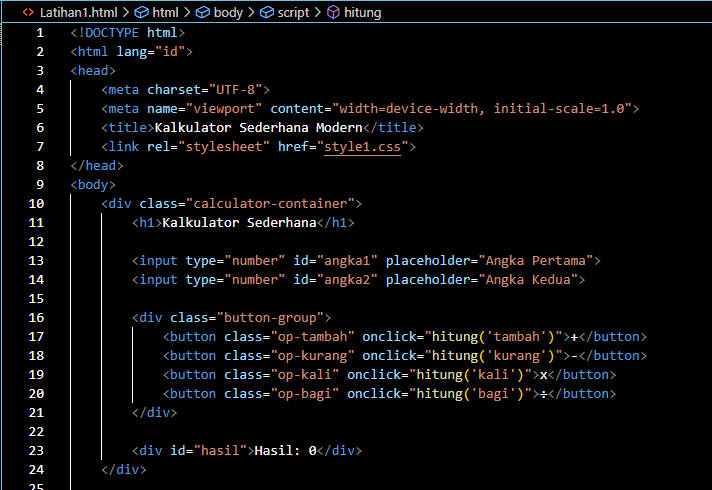 Latihan1.html > html > body > script > hitung
1 <!DOCTYPE html>
2 <html lang="id">
3 <head>
4 <meta charset="UTF-8">
5 <meta name="viewport" content="width=device-width, initial-scale=1.0">
6 <title>Kalkulator Sederhana Modern</title>
7 <link rel="stylesheet" href="style1.css">
8 </head>
9 <body>
10 <div class="calculator-container">
11 <h1>Kalkulator Sederhana</h1>
12
13 <input type="number" id="angka1" placeholder="Angka Pertama">
14 <input type="number" id="angka2" placeholder="Angka Kedua">
15
16 <div class="button-group">
17 <button class="op-tambah" onclick="hitung('tambah')">+</button>
18 <button class="op-kurang" onclick="hitung('kurang')">-</button>
19 <button class="op-kali" onclick="hitung('kali')">x</button>
20 <button class="op-bagi" onclick="hitung('bagi')">÷</button>
21 </div>
22
23 <div id="hasil">Hasil: 0</div>
24 </div>
25